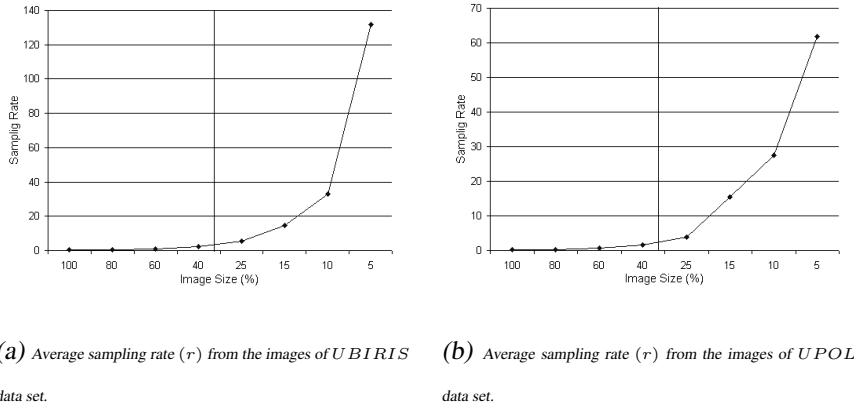 140
120
100
80
60
40
20
0
Samplig Rate
100 80 60 40 25 15 10 5
Image Size (%)
70
60
50
40
30
20
10
0
Samplig Rate
100 80 60 40 25 15 10 5
Image Size (%)
(a) Average sampling rate (r) from the images of UBIRIS
data set.
(b) Average sampling rate (r) from the images of UPOL
data set.